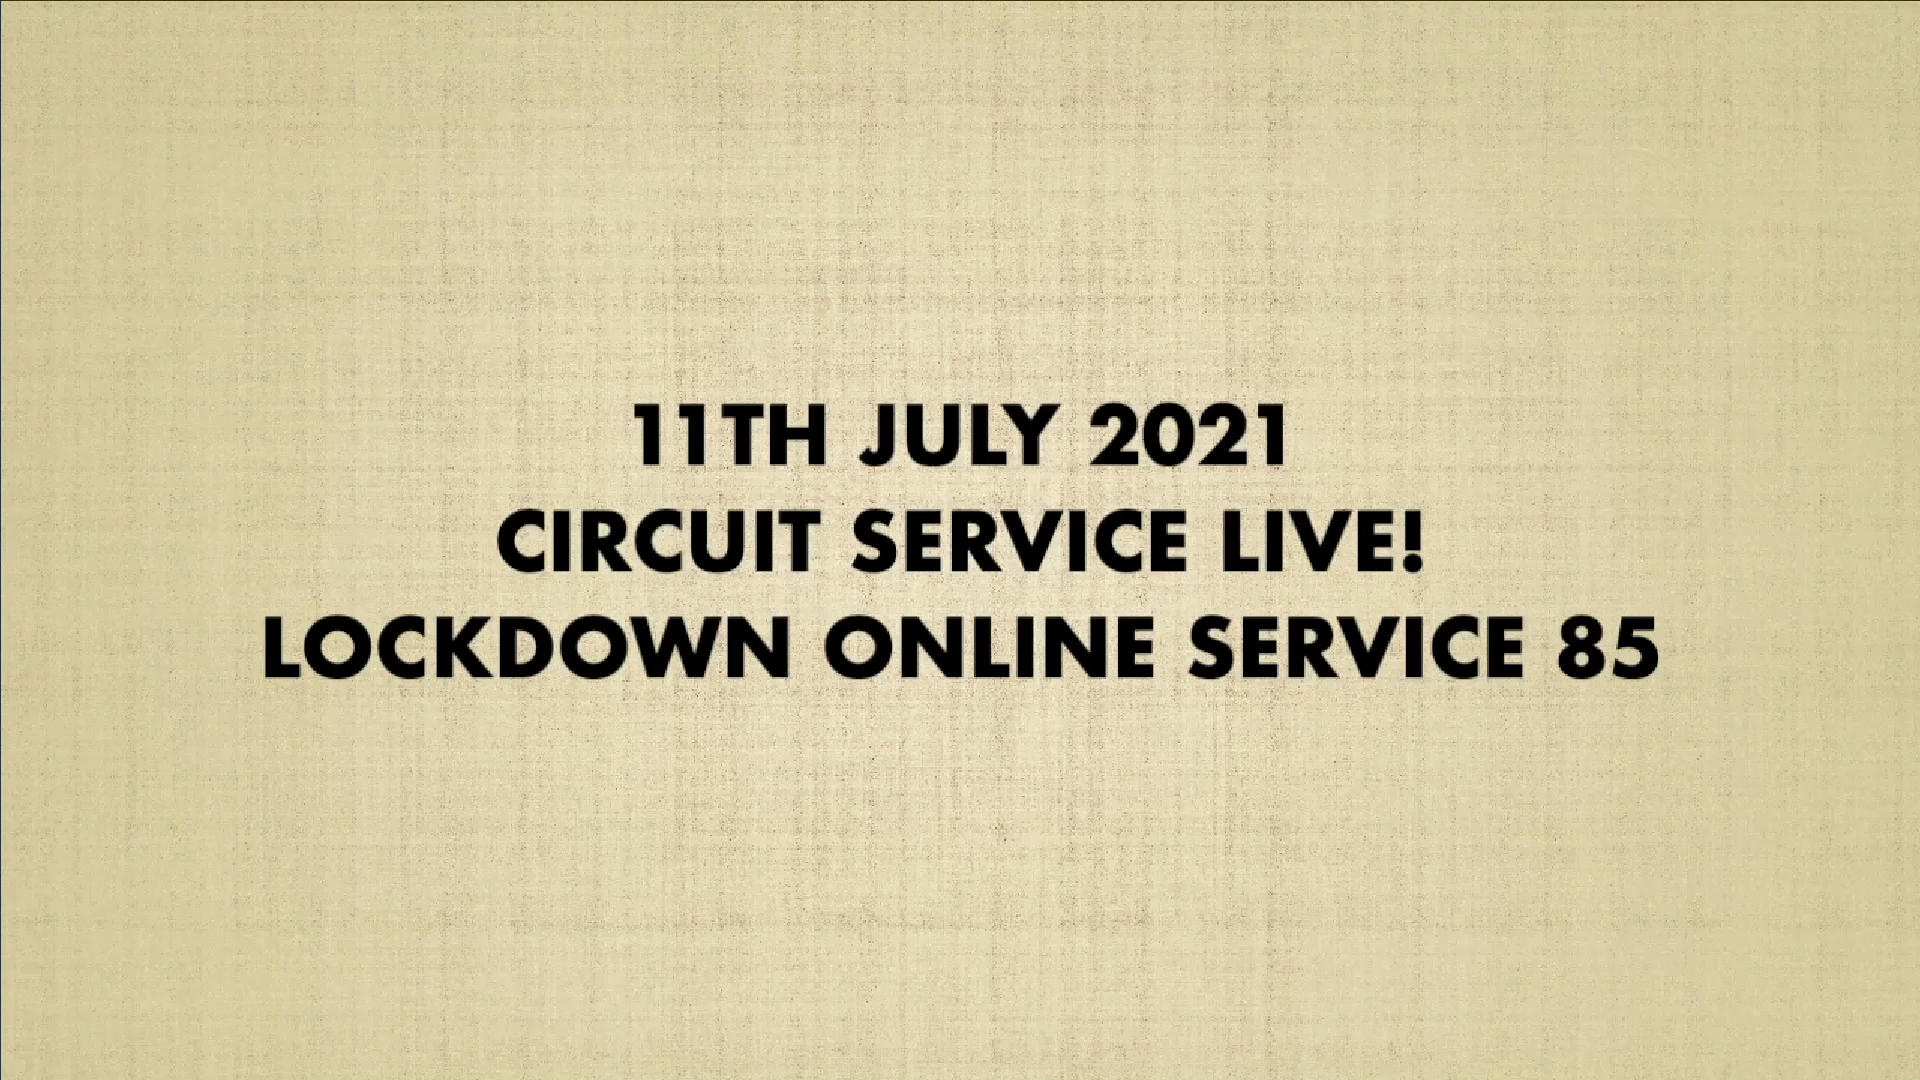 11TH JULY 2021
CIRCUIT SERVICE LIVE!
LOCKDOWN ONLINE SERVICE 85